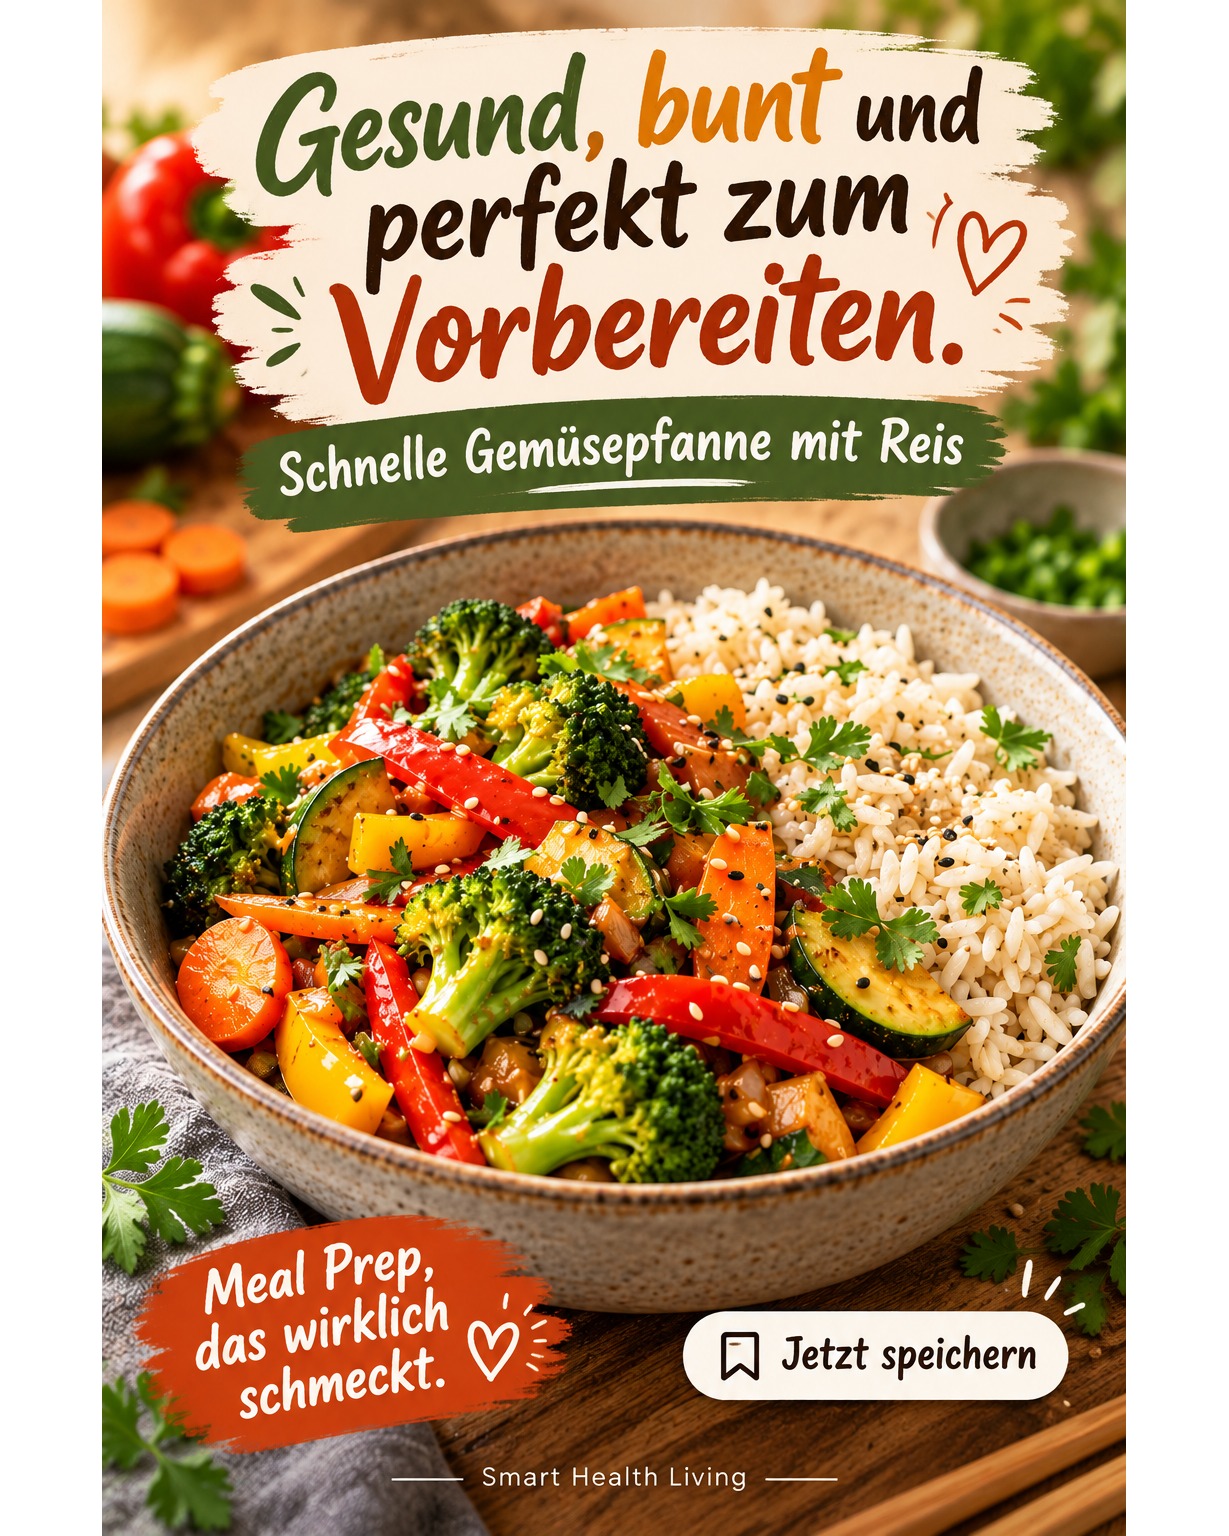 Gesund, bunt und
perfekt zum
Vorbereiten.
Schnelle Gemüsepfanne mit Reis
Meal Prep,
das wirklich
schmeckt.
Jetzt speichern
Smart Health Living